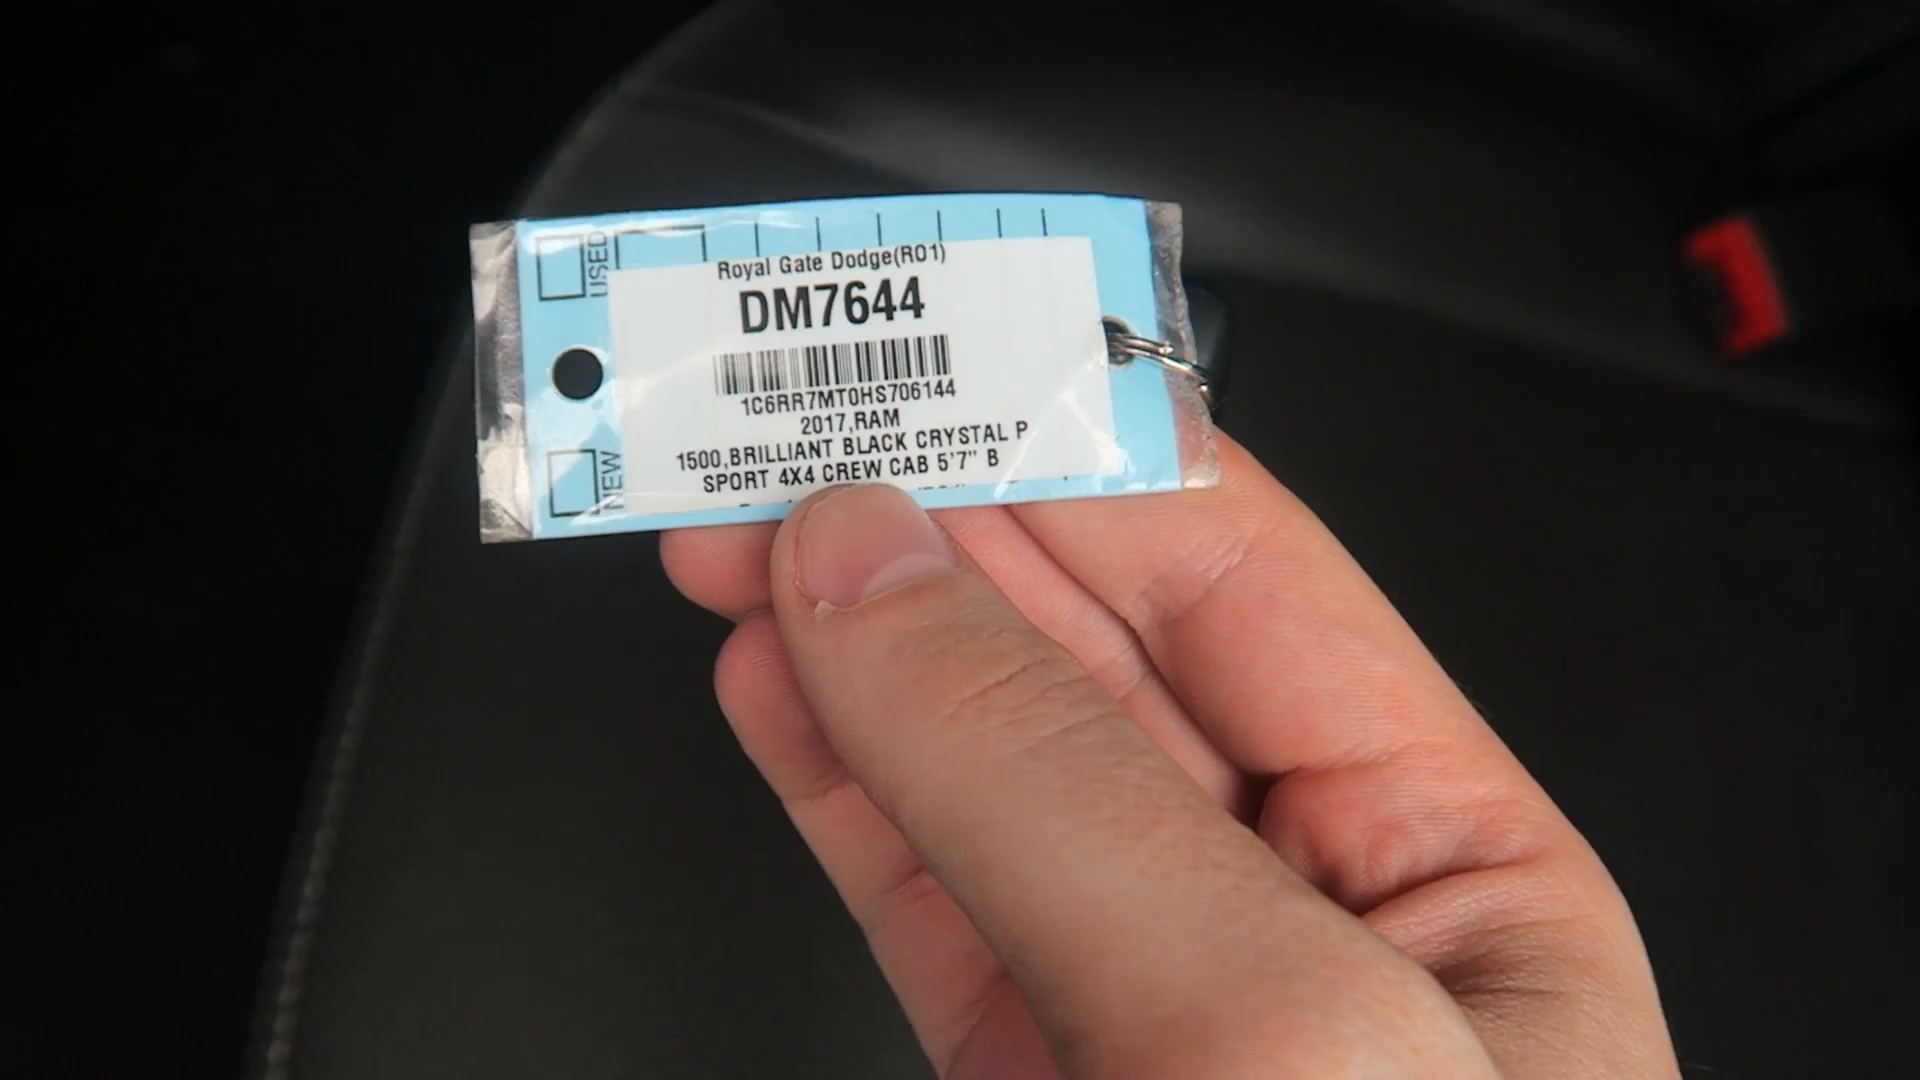 USED
Royal Gate Dodge(R01)
DM7644
1C6RR7MT0HS706144
2017,RAM
1500,BRILLIANT BLACK CRYSTAL P
SPORT 4X4 CREW CAB 5'7" B
NEW